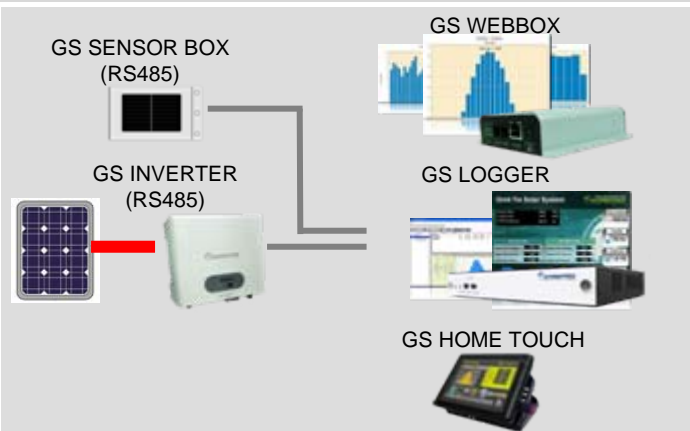 GS SENSOR BOX
(RS485)
GS WEBBOX
GS INVERTER
(RS485)
GS LOGGER
GS HOME TOUCH